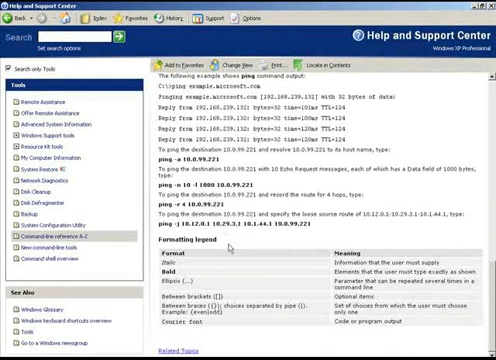 Help and Support Center
Back
Index
Favorites
History
Support
Options
Search
Set search options
Help and Support Center
Windows XP Professional
Search only Tools
Add to Favorites
Change View
Print...
Locate in Contents
Tools
Remote Assistance
Offer Remote Assistance
Advanced System Information
Windows Support tools
Resource Kit tools
My Computer Information
System Restore
Network Diagnostics
Disk Cleanup
Disk Defragmenter
Backup
System Configuration Utility
Command-line reference A-Z
New command-line tools
Command shell overview
See Also
Windows Glossary
Windows keyboard shortcuts overview
Tools
Go to a Windows newsgroup
The following example shows ping command output:
C:\>ping example.microsoft.com
Pinging example.microsoft.com [192.168.239.132] with 32 bytes of data:
Reply from 192.168.239.132: bytes=32 time=101ms TTL=124
Reply from 192.168.239.132: bytes=32 time=100ms TTL=124
Reply from 192.168.239.132: bytes=32 time=120ms TTL=124
Reply from 192.168.239.132: bytes=32 time=120ms TTL=124
To ping the destination 10.0.99.221 and resolve 10.0.99.221 to its host name, type:
ping -a 10.0.99.221
To ping the destination 10.0.99.221 with 10 Echo Request messages, each of which has a Data field of 1000 bytes,
type:
ping -n 10 -l 1000 10.0.99.221
To ping the destination 10.0.99.221 and record the route for 4 hops, type:
ping -r 4 10.0.99.221
To ping the destination 10.0.99.221 and specify the loose source route of 10.12.0.1-10.29.3.1-10.1.44.1, type:
ping -j 10.12.0.1 10.29.3.1 10.1.44.1 10.0.99.221
Formatting legend
Format Meaning
Italic Information that the user must supply
Bold Elements that the user must type exactly as shown
Ellipsis (...) Parameter that can be repeated several times in a
command line
Between brackets ([]) Optional items
Between braces ({}); choices separated by pipe (|). Set of choices from which the user must choose
Example: {even|odd} only one
Courier font Code or program output
Related Topics